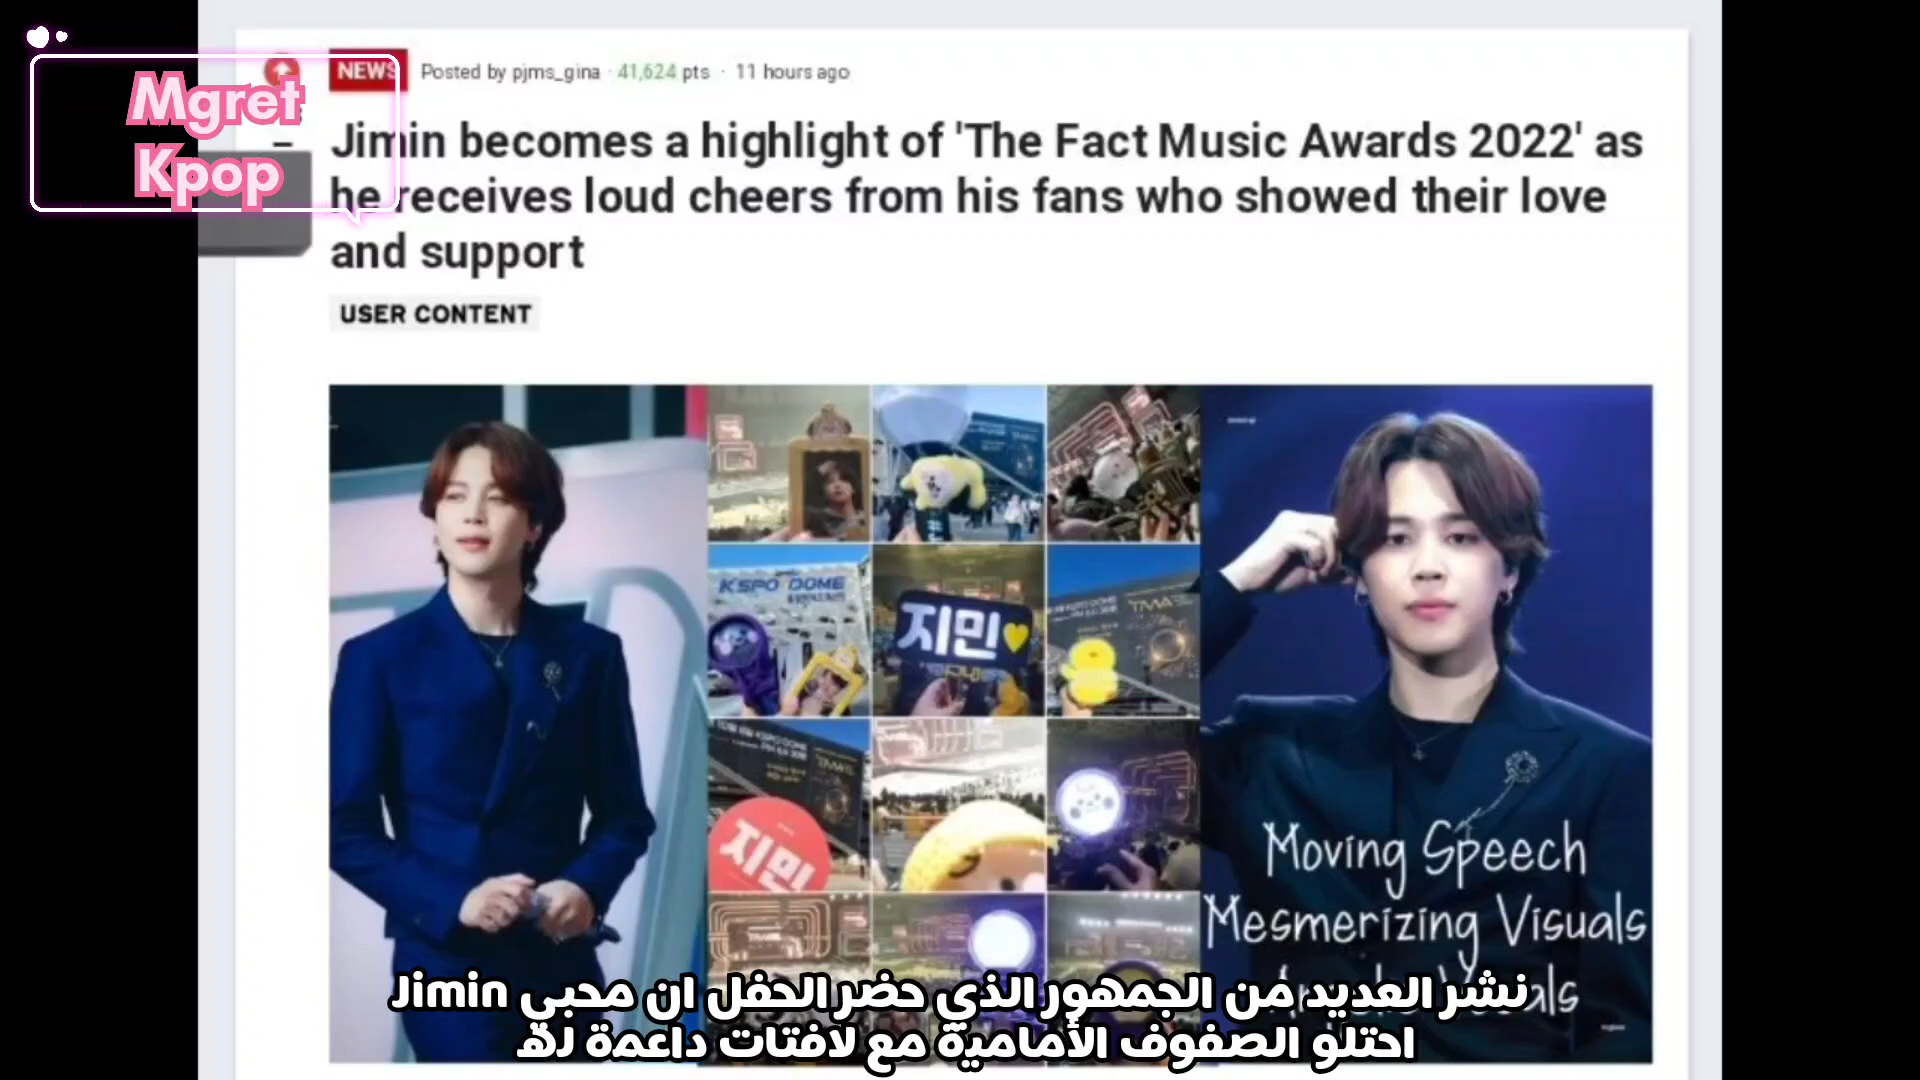 Mgret
Kpop
NEWS Posted by pjms_gina · 41,624 pts · 11 hours ago
Jimin becomes a highlight of 'The Fact Music Awards 2022' as
he receives loud cheers from his fans who showed their love
and support
USER CONTENT
KSPO DOME
지민
TMA
지민
Moving Speech
Mesmerizing Visuals
نشر العديد من الجمهور الذي حضر الحفل ان محبي Jimin
احتلو الصفوف الأمامية مع لافتات داعمة له